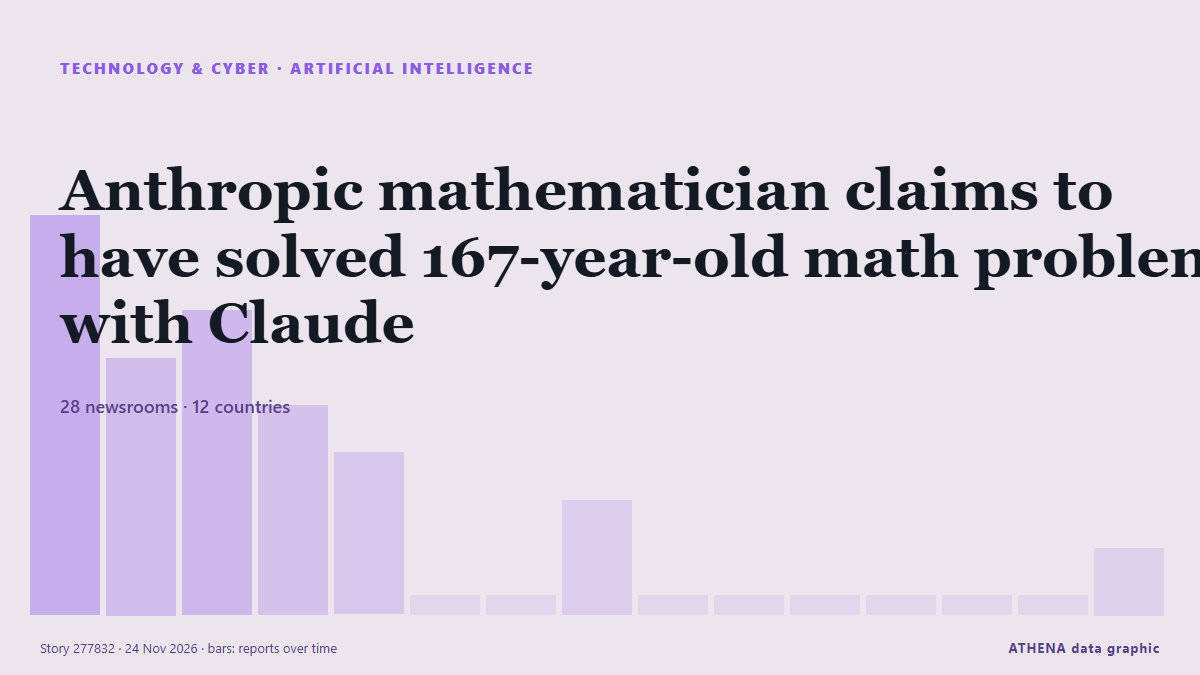 TECHNOLOGY & CYBER · ARTIFICIAL INTELLIGENCE
Anthropic mathematician claims to
have solved 167-year-old math problem
with Claude
28 newsrooms · 12 countries
Story 277832 · 24 Nov 2026 · bars: reports over time
ATHENA data graphic